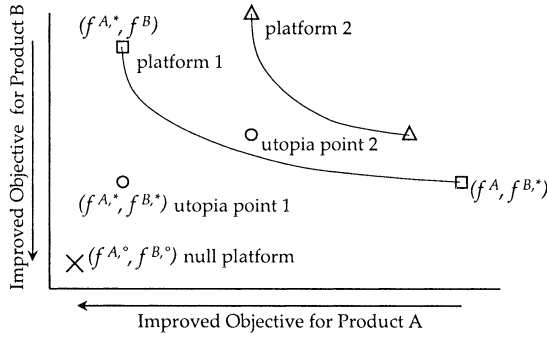 Improved Objective for Product B
(f^{A,*}, f^B)
platform 1
platform 2
utopia point 2
(f^A, f^{B,*})
(f^{A,*}, f^{B,*}) utopia point 1
(f^{A,°}, f^{B,°}) null platform
Improved Objective for Product A